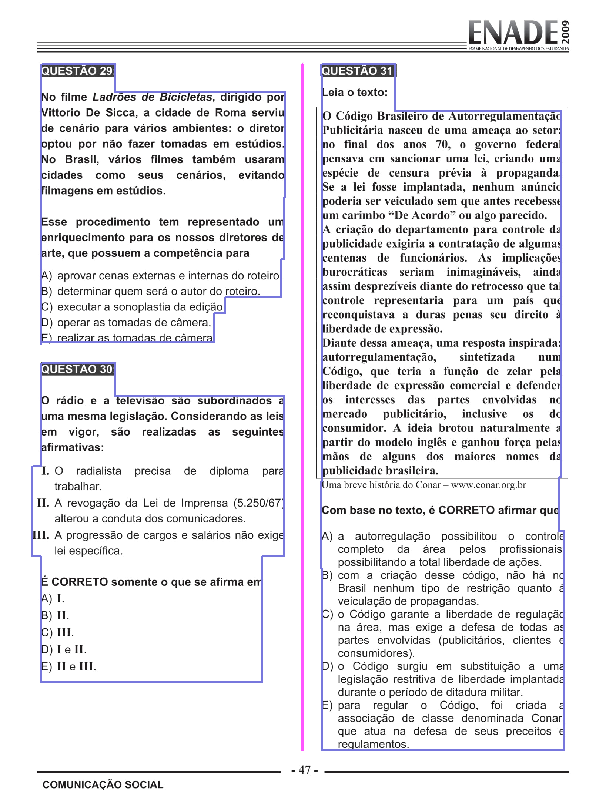 ENADE 2009
EXAME NACIONAL DE DESEMPENHO DOS ESTUDANTES
QUESTÃO 29
No filme Ladrões de Bicicletas, dirigido por
Vittorio De Sicca, a cidade de Roma serviu
de cenário para vários ambientes: o diretor
optou por não fazer tomadas em estúdios.
No Brasil, vários filmes também usaram
cidades como seus cenários, evitando
filmagens em estúdios.
Esse procedimento tem representado um
enriquecimento para os nossos diretores de
arte, que possuem a competência para
A) aprovar cenas externas e internas do roteiro.
B) determinar quem será o autor do roteiro.
C) executar a sonoplastia da edição.
D) operar as tomadas de câmera.
E) realizar as tomadas de câmera.
QUESTÃO 30
O rádio e a televisão são subordinados a
uma mesma legislação. Considerando as leis
em vigor, são realizadas as seguintes
afirmativas:
I. O radialista precisa de diploma para
trabalhar.
II. A revogação da Lei de Imprensa (5.250/67)
alterou a conduta dos comunicadores.
III. A progressão de cargos e salários não exige
lei específica.
É CORRETO somente o que se afirma em
A) I.
B) II.
C) III.
D) I e II.
E) II e III.
QUESTÃO 31
Leia o texto:
O Código Brasileiro de Autorregulamentação
Publicitária nasceu de uma ameaça ao setor:
no final dos anos 70, o governo federal
pensava em sancionar uma lei, criando uma
espécie de censura prévia à propaganda.
Se a lei fosse implantada, nenhum anúncio
poderia ser veiculado sem que antes recebesse
um carimbo “De Acordo” ou algo parecido.
A criação do departamento para controle da
publicidade exigiria a contratação de algumas
centenas de funcionários. As implicações
burocráticas seriam inimagináveis, ainda
assim desprezíveis diante do retrocesso que tal
controle representaria para um país que
reconquistava a duras penas seu direito à
liberdade de expressão.
Diante dessa ameaça, uma resposta inspirada:
autorregulamentação, sintetizada num
Código, que teria a função de zelar pela
liberdade de expressão comercial e defender
os interesses das partes envolvidas no
mercado publicitário, inclusive os do
consumidor. A ideia brotou naturalmente a
partir do modelo inglês e ganhou força pelas
mãos de alguns dos maiores nomes da
publicidade brasileira.
Uma breve história do Conar – www.conar.org.br
Com base no texto, é CORRETO afirmar que
A) a autorregulação possibilitou o controle
completo da área pelos profissionais,
possibilitando a total liberdade de ações.
B) com a criação desse código, não há no
Brasil nenhum tipo de restrição quanto à
veiculação de propagandas.
C) o Código garante a liberdade de regulação
na área, mas exige a defesa de todas as
partes envolvidas (publicitários, clientes e
consumidores).
D) o Código surgiu em substituição a uma
legislação restritiva de liberdade implantada
durante o período de ditadura militar.
E) para regular o Código, foi criada a
associação de classe denominada Conar,
que atua na defesa de seus preceitos e
regulamentos.
- 47 -
COMUNICAÇÃO SOCIAL